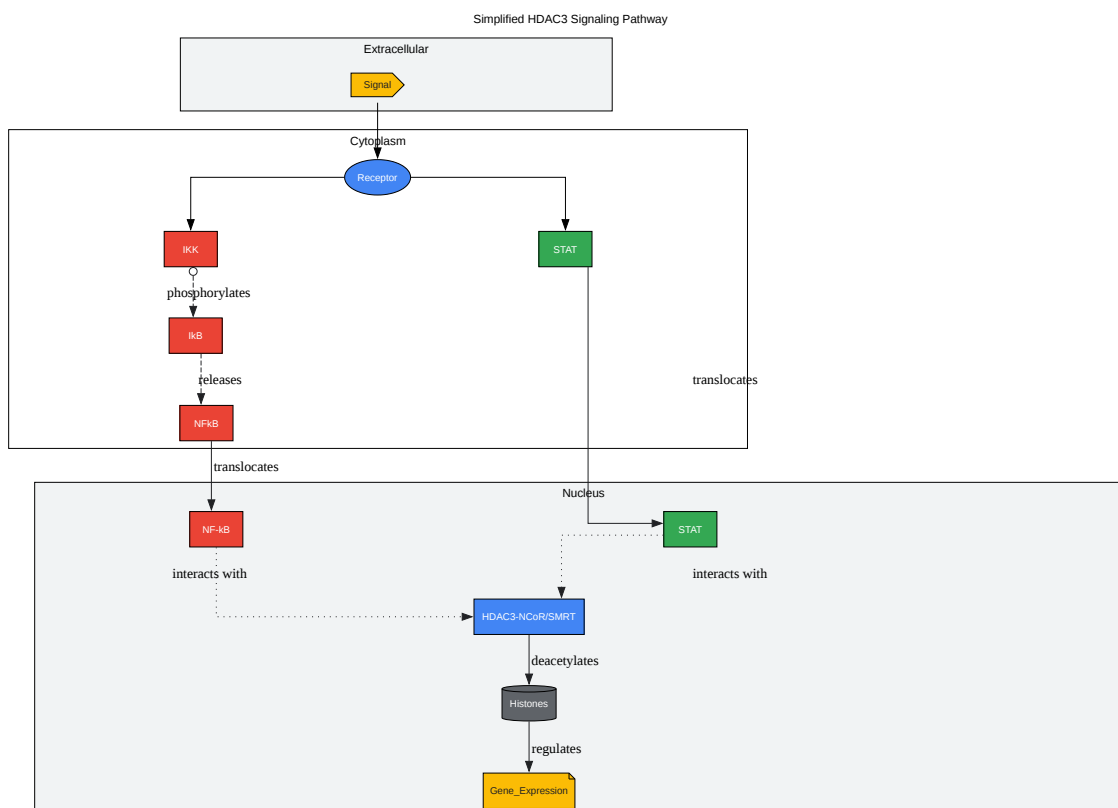 Simplified HDAC3 Signaling Pathway
Extracellular
Signal
Cytoplasm
Receptor
IKK
STAT
phosphorylates
IkB
releases
translocates
NFkB
translocates
Nucleus
NF-kB
STAT
interacts with
interacts with
HDAC3-NCoR/SMRT
deacetylates
Histones
regulates
Gene_Expression